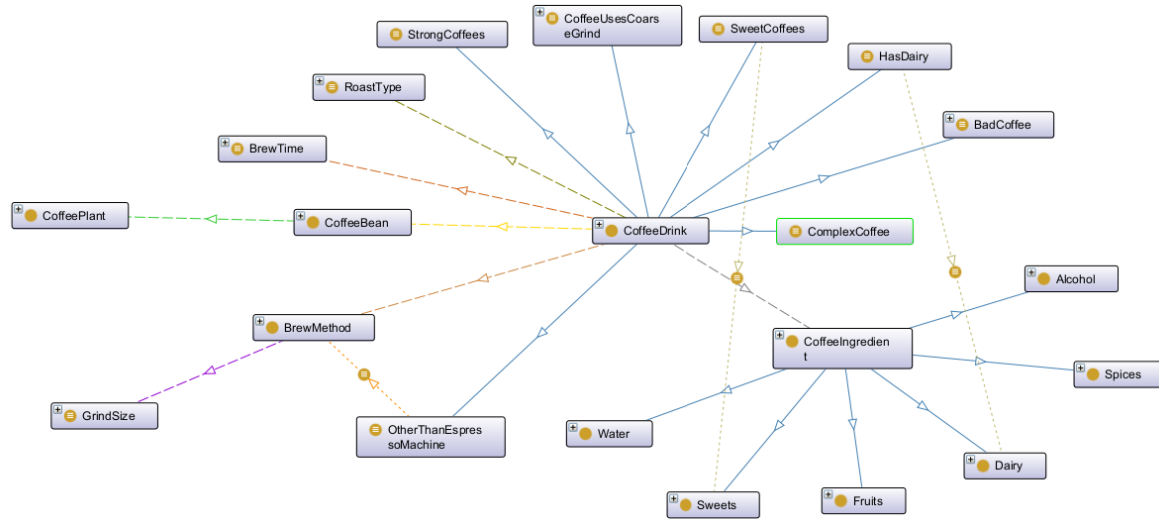 StrongCoffees
CoffeeUsesCoars
eGrind
SweetCoffees
HasDairy
RoastType
BadCoffee
BrewTime
CoffeePlant
CoffeeBean
CoffeeDrink
ComplexCoffee
Alcohol
BrewMethod
CoffeeIngredien
t
Spices
GrindSize
OtherThanEspres
soMachine
Water
Dairy
Sweets
Fruits